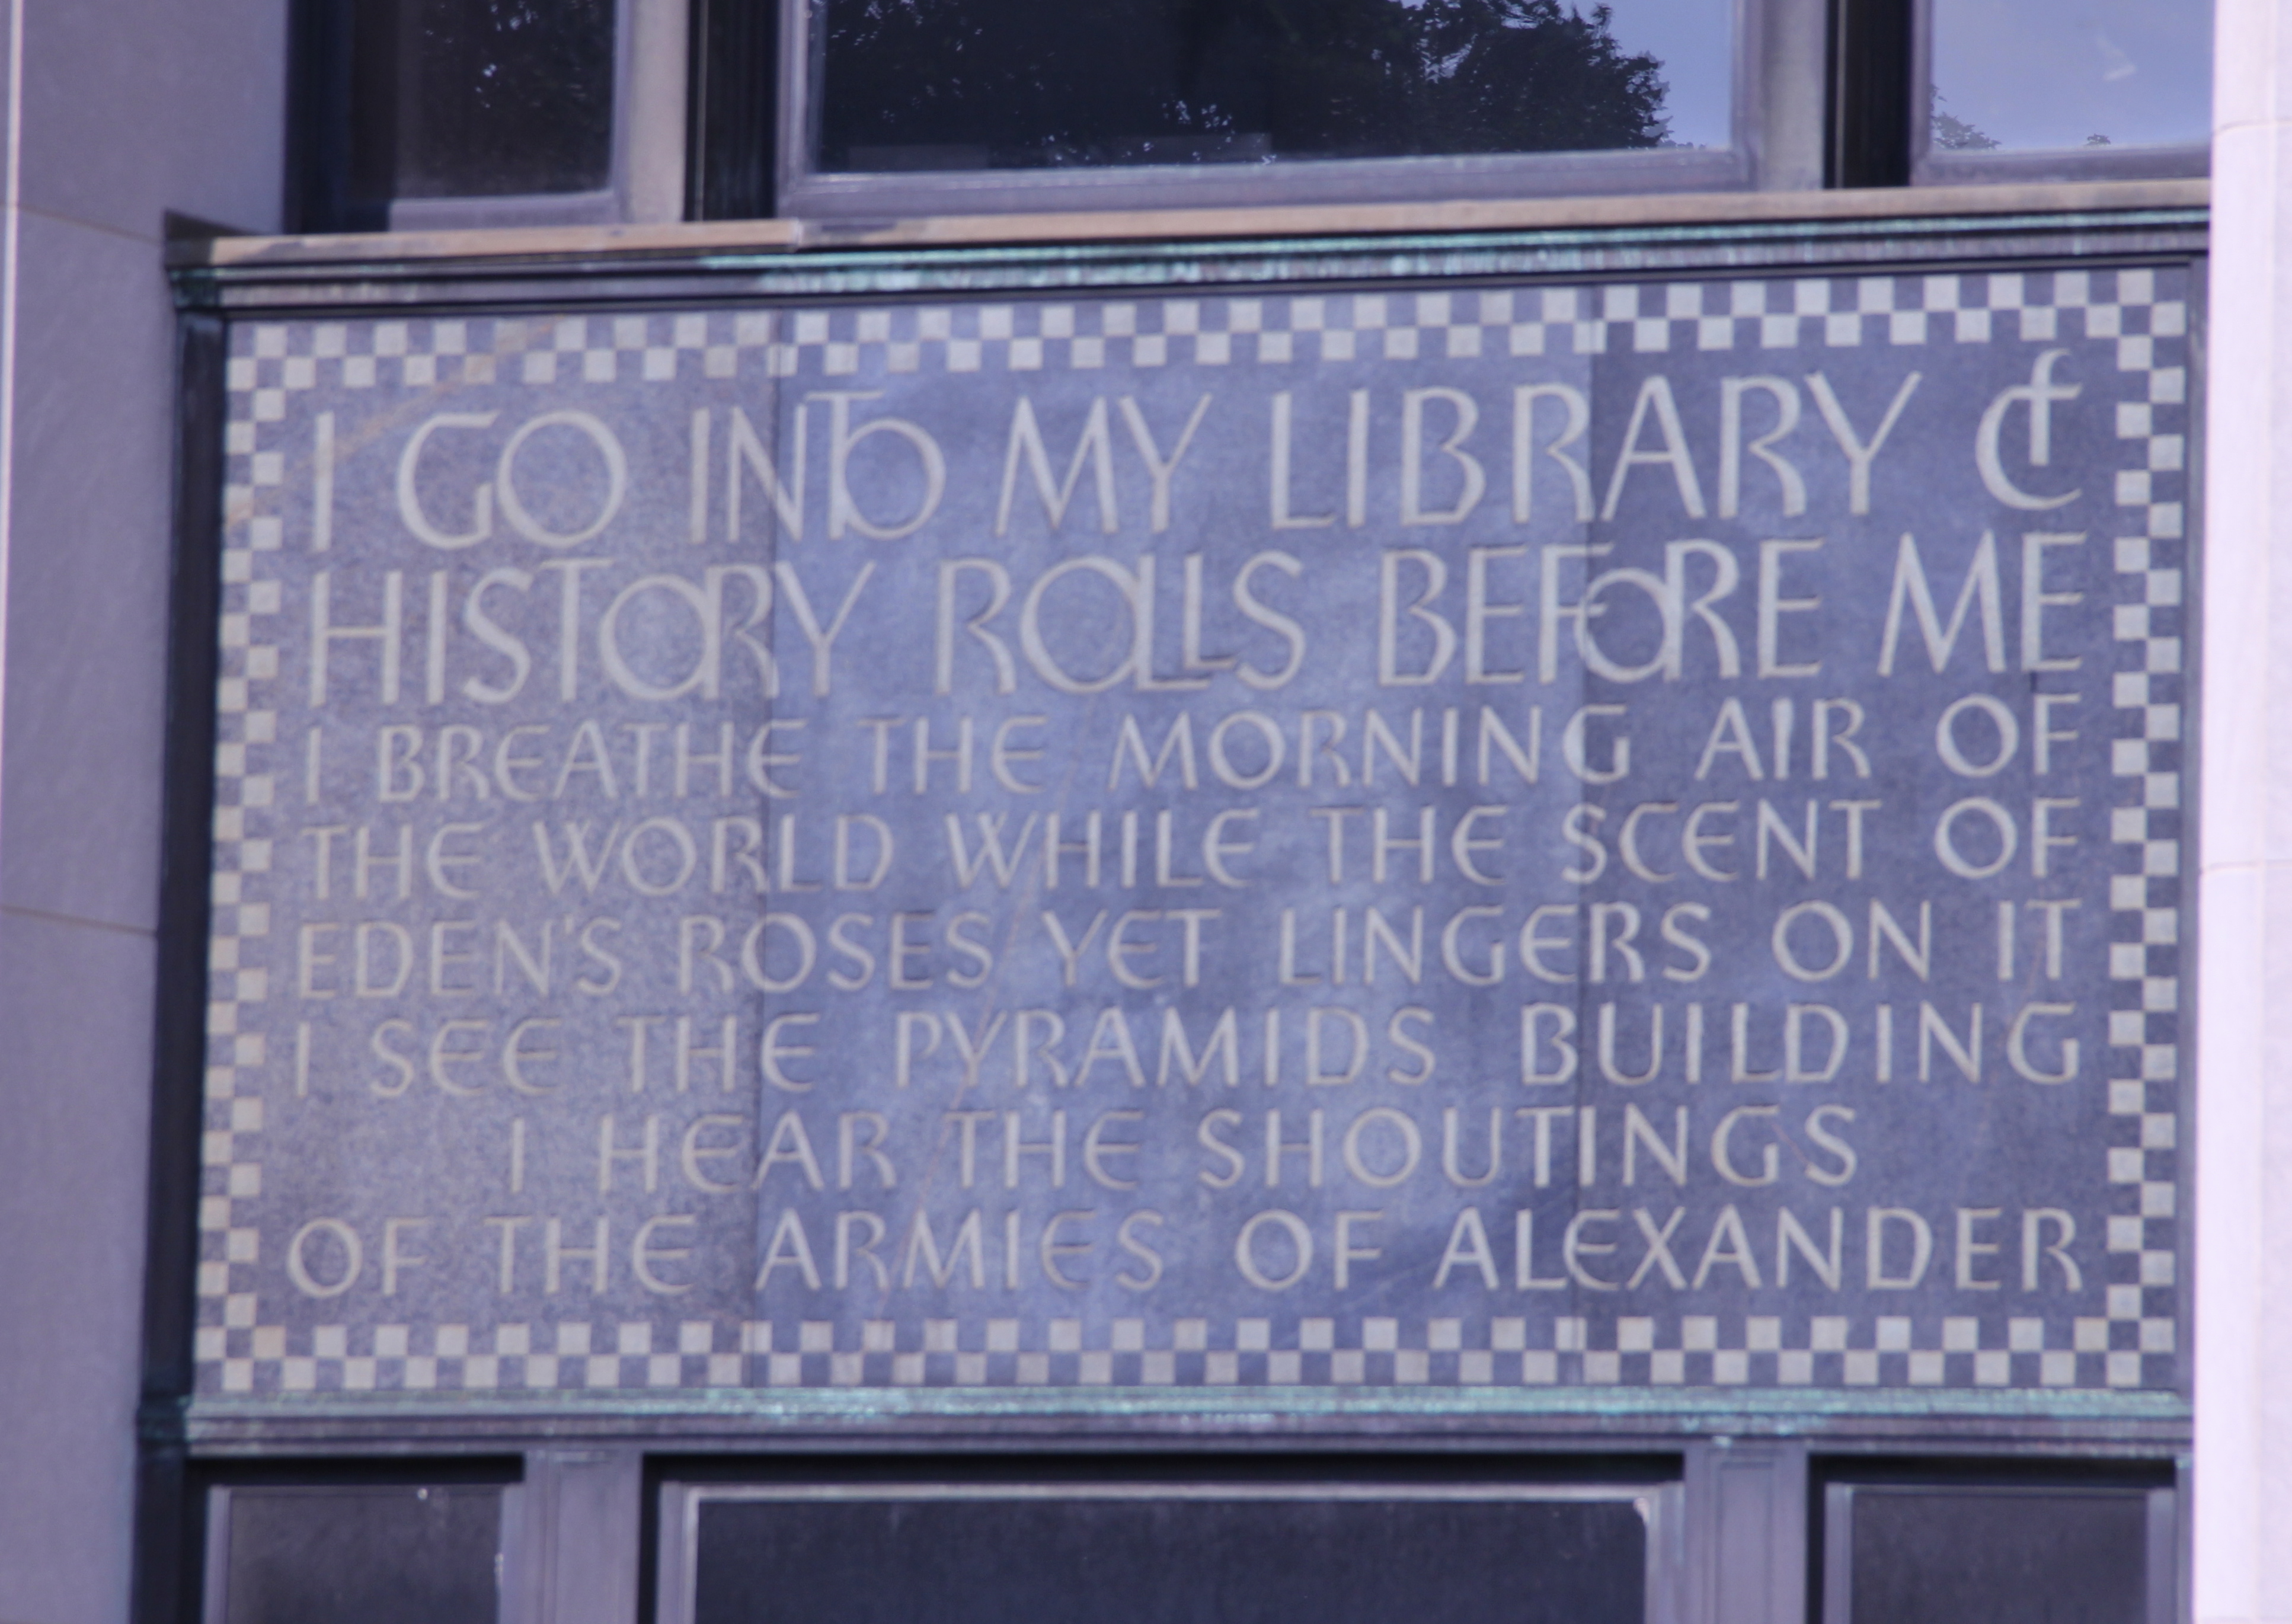 I GO INTO MY LIBRARY &
HISTORY ROLLS BEFORE ME
I BREATHE THE MORNING AIR OF
THE WORLD WHILE THE SCENT OF
EDEN'S ROSES YET LINGERS ON IT
I SEE THE PYRAMIDS BUILDING
I HEAR THE SHOUTINGS
OF THE ARMIES OF ALEXANDER